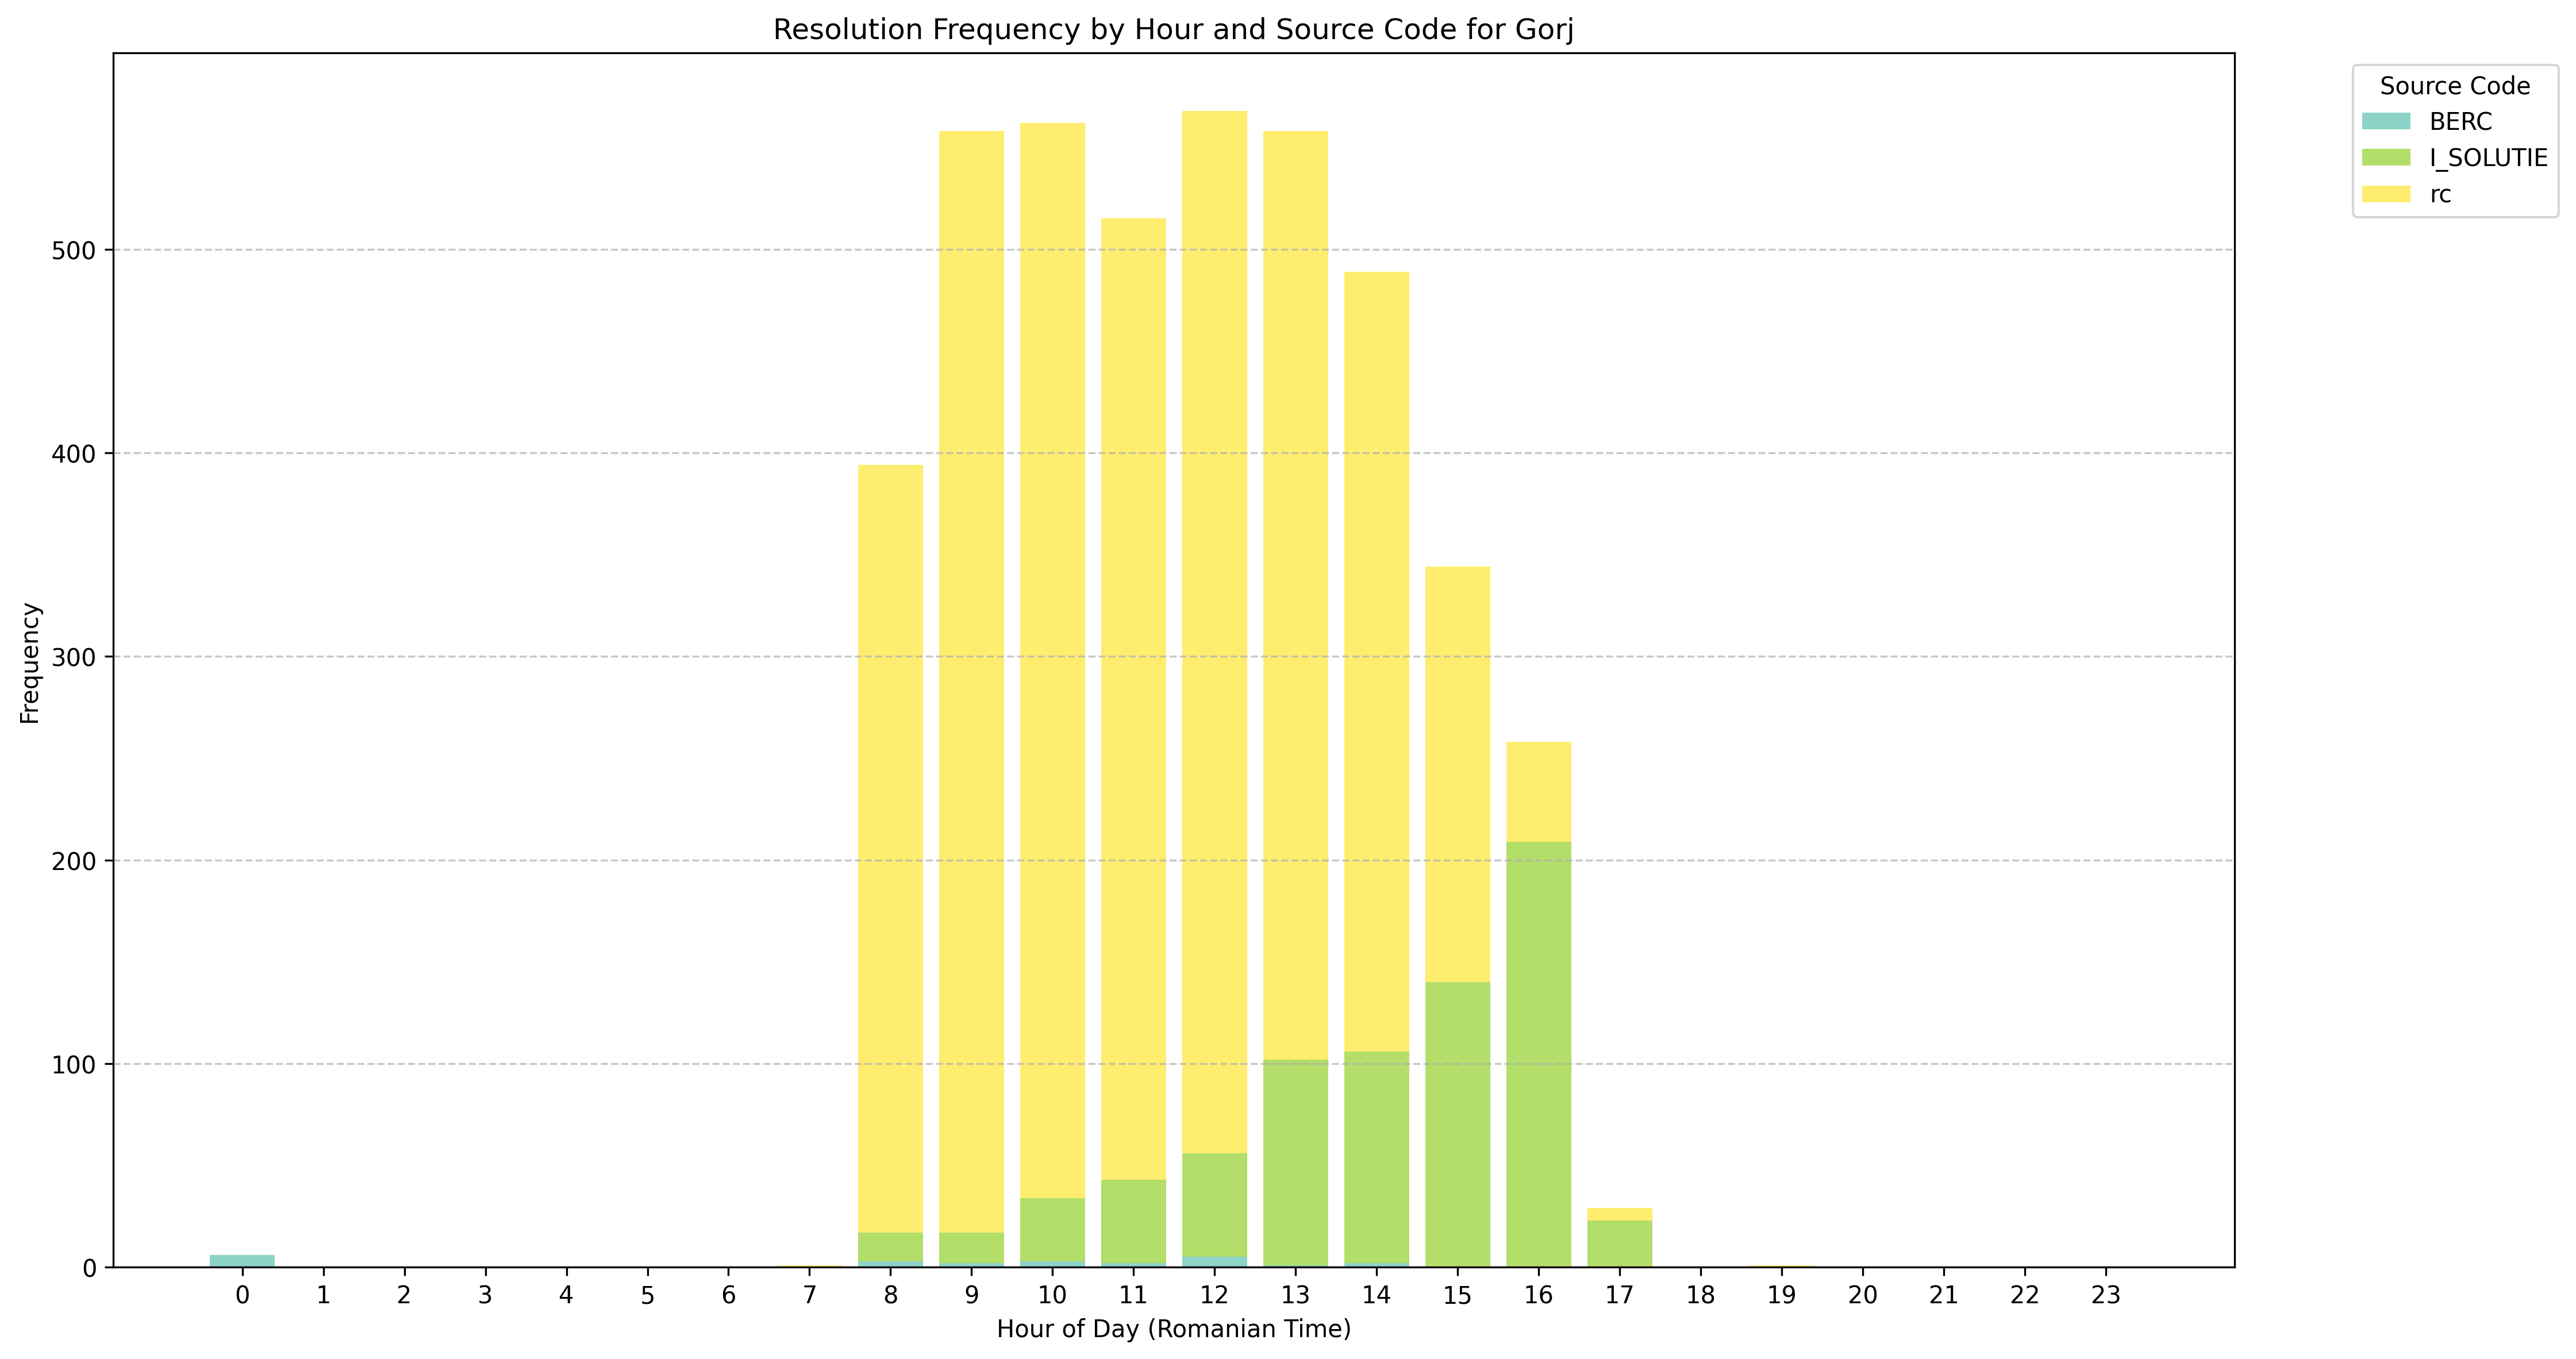 Resolution Frequency by Hour and Source Code for Gorj
Source Code
BERC
I_SOLUTIE
rc
Frequency
500
400
300
200
100
0
0 1 2 3 4 5 6 7 8 9 10 11 12 13 14 15 16 17 18 19 20 21 22 23
Hour of Day (Romanian Time)